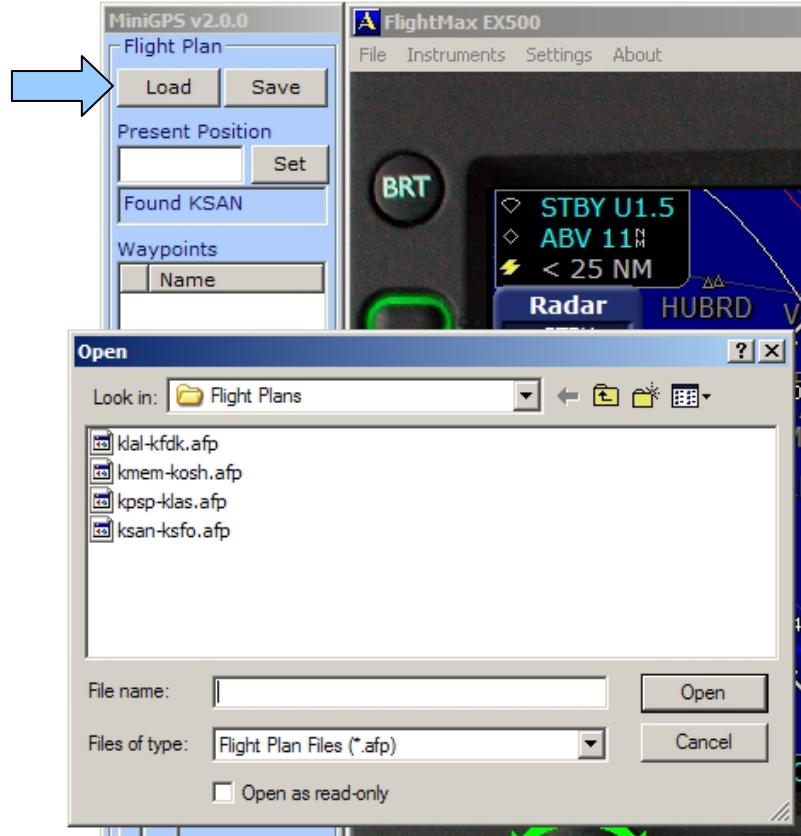 MiniGPS v2.0.0
Flight Plan
Load Save
Present Position
Set
Found KSAN
Waypoints
Name
A FlightMax EX500
File Instruments Settings About
BRT
STBY U1.5
ABV 11NM
< 25 NM
Radar HUBRD V
Open
Look in: Flight Plans
klal-kfdk.afp
kmem-kosh.afp
kpsp-klas.afp
ksan-ksfo.afp
File name: Open
Files of type: Flight Plan Files (*.afp) Cancel
Open as read-only